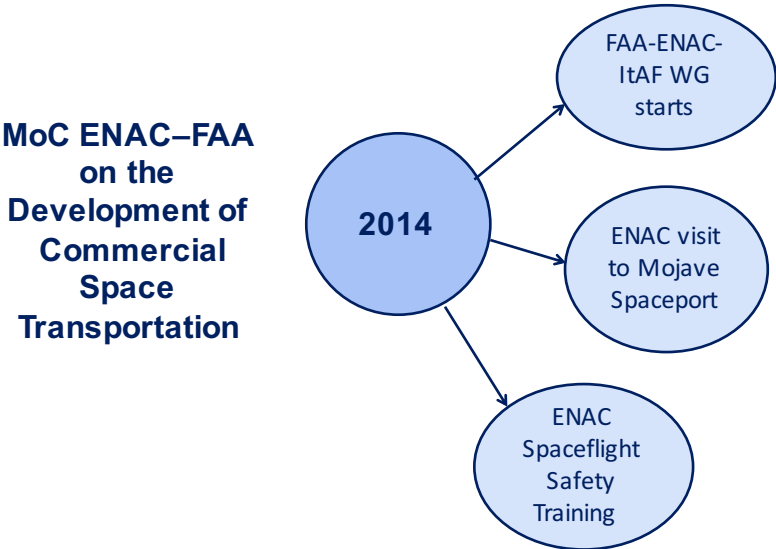 MoC ENAC–FAA
on the
Development of
Commercial
Space
Transportation
2014
FAA-ENAC-
ItAF WG
starts
ENAC visit
to Mojave
Spaceport
ENAC
Spaceflight
Safety
Training